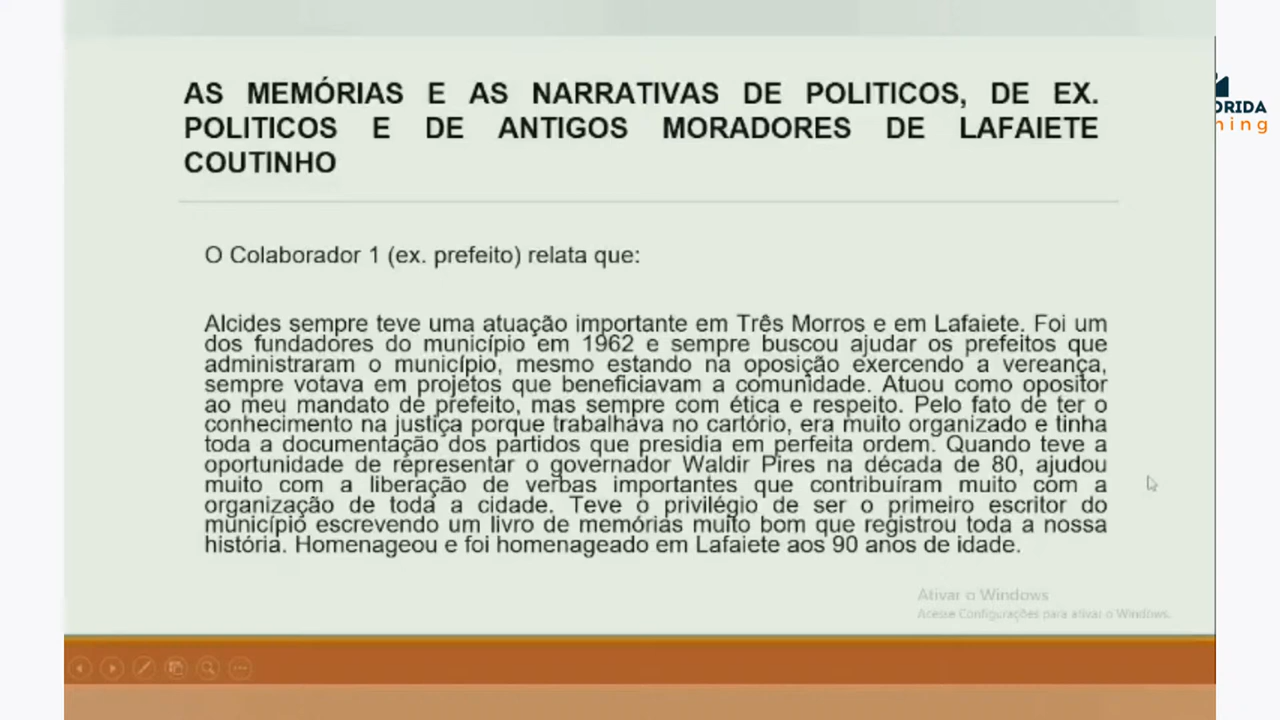 AS MEMÓRIAS E AS NARRATIVAS DE POLITICOS, DE EX.
POLITICOS E DE ANTIGOS MORADORES DE LAFAIETE
COUTINHO
O Colaborador 1 (ex. prefeito) relata que:
Alcides sempre teve uma atuação importante em Três Morros e em Lafaiete. Foi um
dos fundadores do município em 1962 e sempre buscou ajudar os prefeitos que
administraram o município, mesmo estando na oposição exercendo a vereança,
sempre votava em projetos que beneficiavam a comunidade. Atuou como opositor
ao meu mandato de prefeito, mas sempre com ética e respeito. Pelo fato de ter o
conhecimento na justiça porque trabalhava no cartório, era muito organizado e tinha
toda a documentação dos partidos que presidia em perfeita ordem. Quando teve a
oportunidade de representar o governador Waldir Pires na década de 80, ajudou
muito com a liberação de verbas importantes que contribuíram muito com a
organização de toda a cidade. Teve o privilégio de ser o primeiro escritor do
município escrevendo um livro de memórias muito bom que registrou toda a nossa
história. Homenageou e foi homenageado em Lafaiete aos 90 anos de idade.
Ativar o Windows
Acesse Configurações para ativar o Windows.
ORIDA
ning